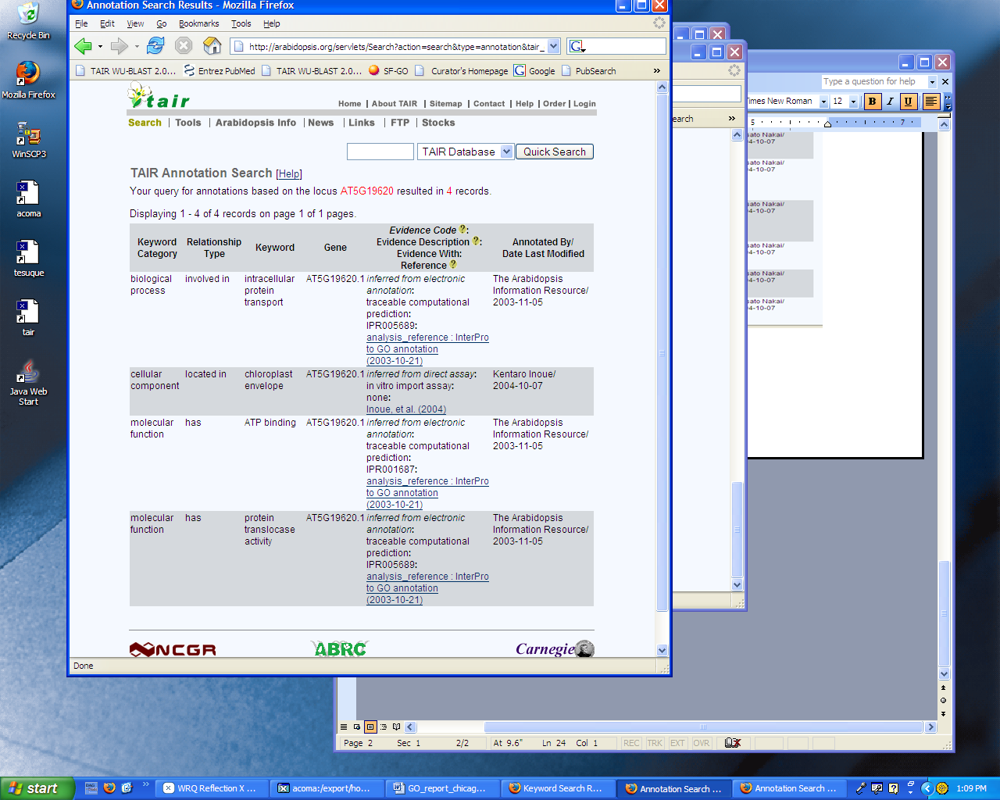 Annotation Search Results - Mozilla Firefox
File Edit View Go Bookmarks Tools Help
http://arabidopsis.org/servlets/Search?action=search&type=annotation&tair_
TAIR WU-BLAST 2.0... Entrez PubMed TAIR WU-BLAST 2.0... SF-GO Curator's Homepage Google PubSearch »
tair
Home | About TAIR | Sitemap | Contact | Help | Order | Login
Search | Tools | Arabidopsis Info | News | Links | FTP | Stocks
TAIR Database Quick Search
TAIR Annotation Search [Help]
Your query for annotations based on the locus AT5G19620 resulted in 4 records.
Displaying 1 - 4 of 4 records on page 1 of 1 pages.
Keyword Category Relationship Type Keyword Gene Evidence Code ?: Evidence Description ?: Evidence With: Reference ? Annotated By/ Date Last Modified
biological process involved in intracellular protein transport AT5G19620.1 inferred from electronic annotation: traceable computational prediction: IPR005689: analysis_reference : InterPro to GO annotation (2003-10-21) The Arabidopsis Information Resource/ 2003-11-05
cellular component located in chloroplast envelope AT5G19620.1 inferred from direct assay: in vitro import assay: none: Inoue, et al. (2004) Kentaro Inoue/ 2004-10-07
molecular function has ATP binding AT5G19620.1 inferred from electronic annotation: traceable computational prediction: IPR001687: analysis_reference : InterPro to GO annotation (2003-10-21) The Arabidopsis Information Resource/ 2003-11-05
molecular function has protein translocase activity AT5G19620.1 inferred from electronic annotation: traceable computational prediction: IPR005689: analysis_reference : InterPro to GO annotation (2003-10-21) The Arabidopsis Information Resource/ 2003-11-05
NCGR ABRC Carnegie
Done
Recycle Bin
Mozilla Firefox
WinSCP3
acoma
tesuque
tair
Java Web Start
Type a question for help
Times New Roman 12 B I U
earch »
5 7
sato Nakai/
04-10-07
sato Nakai/
04-10-07
sato Nakai/
04-10-07
sato Nakai/
04-10-07
sato Nakai/
04-10-07
sato Nakai/
04-10-07
Page 2 Sec 1 2/2 At 9.6" Ln 24 Col 1 REC TRK EXT OVR
start » WRQ Reflection X ... acoma:/export/ho... GO_report_chicag... Keyword Search R... Annotation Search ... Annotation Search ... 1:09 PM